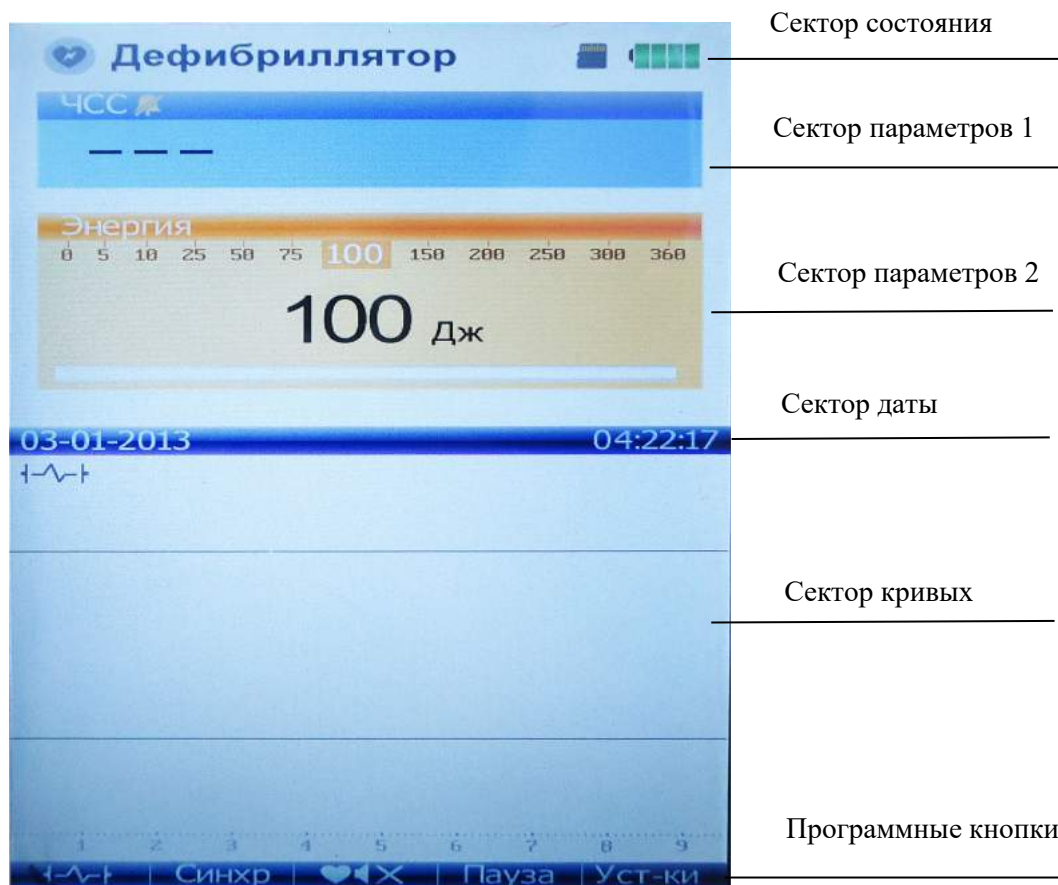 Сектор состояния
Дефибриллятор
ЧСС
Сектор параметров 1
– – –
Энергия
0 5 10 25 50 75 100 150 200 250 300 360
Сектор параметров 2
100 Дж
Сектор даты
03-01-2013 04:22:17
Сектор кривых
Программные кнопки
1 2 3 4 5 6 7 8 9
Синхр Пауза Уст-ки